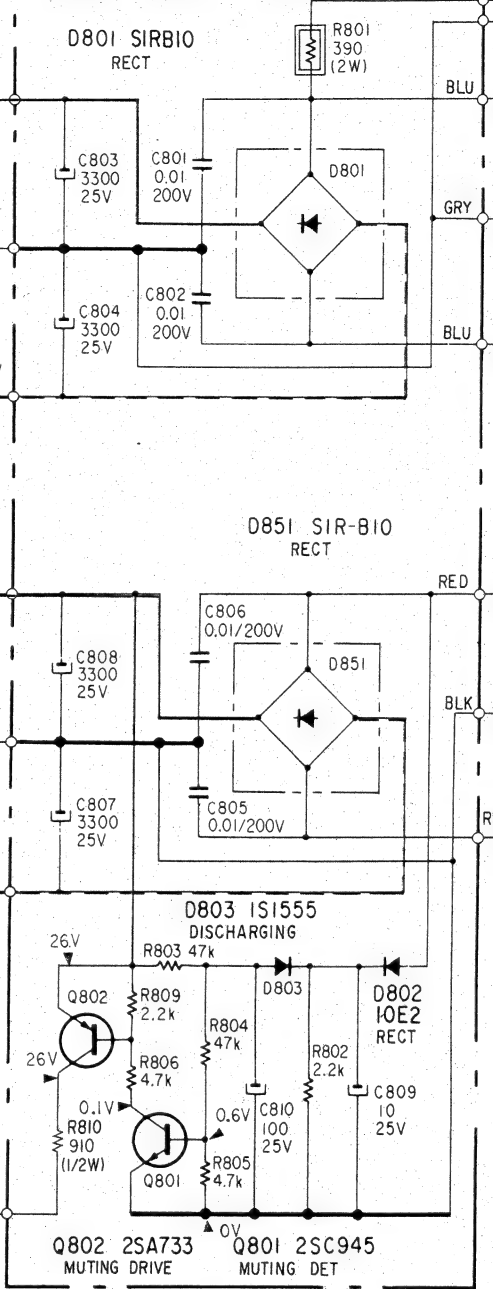 D801 SIRB10
RECT
R801
390
(2W)
BLU
C803
3300
25V
C801
0.01
200V
D801
GRY
C804
3300
25V
C802
0.01
200V
BLU
D851 SIR-B10
RECT
RED
C806
0.01/200V
C808
3300
25V
D851
BLK
C807
3300
25V
C805
0.01/200V
R
D803 1S1555
DISCHARGING
26V
R803 47k
Q802
R809
2.2k
D803
D802
10E2
RECT
R804
47k
R802
2.2k
26V
R806
4.7k
0.1V
0.6V
C810
100
25V
C809
10
25V
R810
910
(1/2W)
Q801
R805
4.7k
0V
Q802 2SA733
MUTING DRIVE
Q801 2SC945
MUTING DET